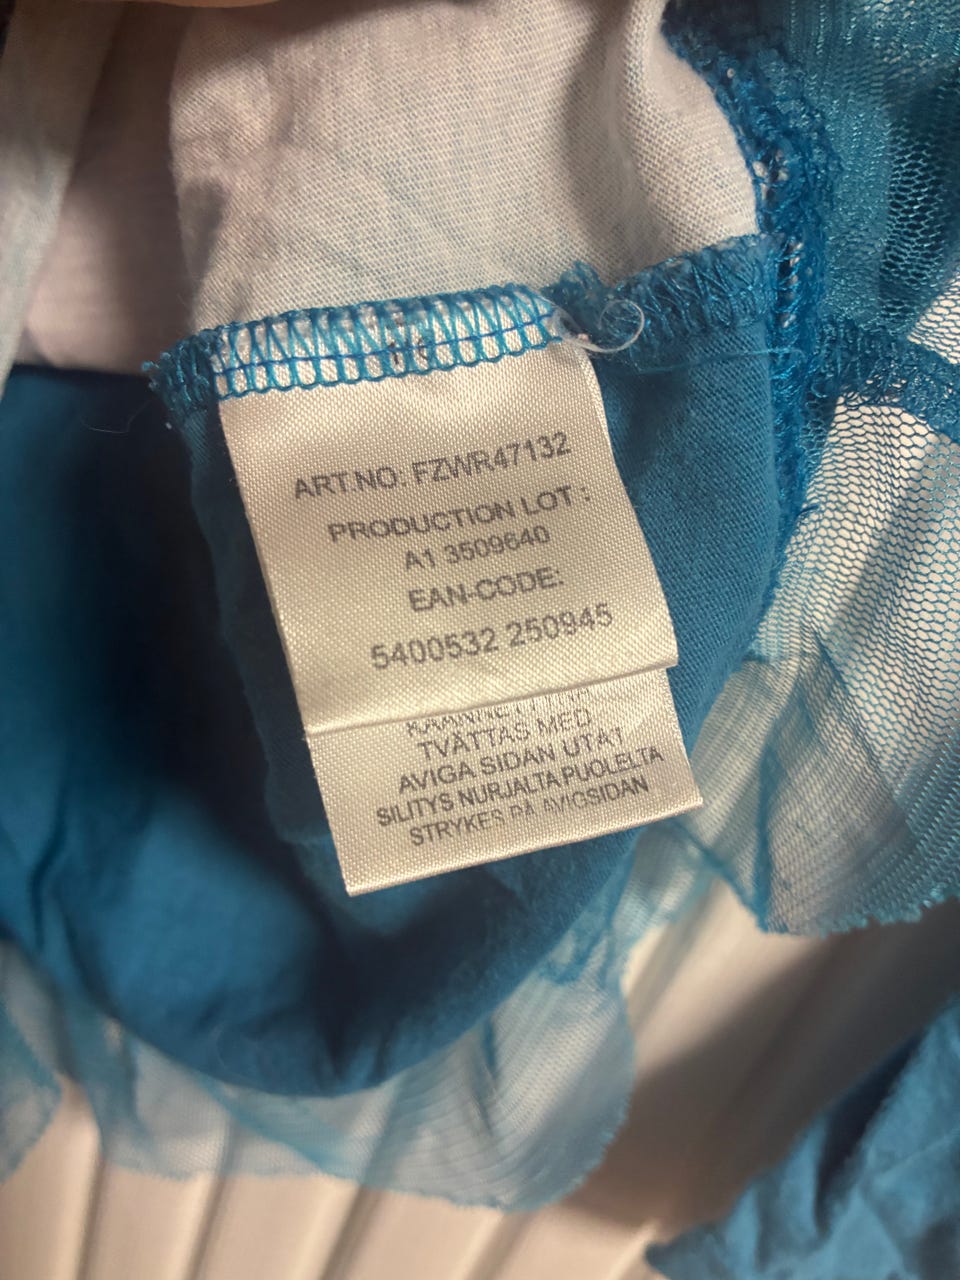 ART.NO: FZWR47132
PRODUCTION LOT :
A1 3509640
EAN-CODE:
5400532 250945
TVÄTTAS MED
AVIGA SIDAN UTÅT
SILITYS NURJALTA PUOLELTA
STRYKES PÅ AVIGSIDAN